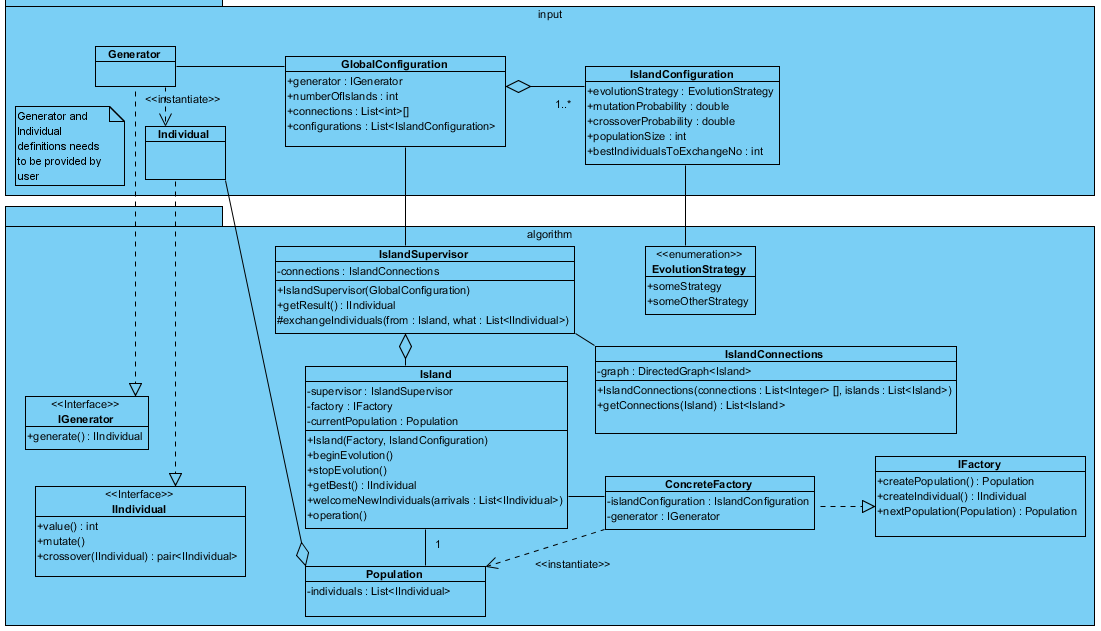 input
Generator
<<instantiate>>
Generator and
Individual
definitions needs
to be provided by
user
Individual
GlobalConfiguration
+generator : IGenerator
+numberOfIslands : int
+connections : List<int>[]
+configurations : List<IslandConfiguration>
1..*
IslandConfiguration
+evolutionStrategy : EvolutionStrategy
+mutationProbability : double
+crossoverProbability : double
+populationSize : int
+bestIndividualsToExchangeNo : int
algorithm
IslandSupervisor
-connections : IslandConnections
+IslandSupervisor(GlobalConfiguration)
+getResult() : IIndividual
#exchangeIndividuals(from : Island, what : List<IIndividual>)
<<enumeration>>
EvolutionStrategy
+someStrategy
+someOtherStrategy
IslandConnections
-graph : DirectedGraph<Island>
+IslandConnections(connections : List<Integer> [], islands : List<Island>)
+getConnections(Island) : List<Island>
Island
-supervisor : IslandSupervisor
-factory : IFactory
-currentPopulation : Population
+Island(Factory, IslandConfiguration)
+beginEvolution()
+stopEvolution()
+getBest() : IIndividual
+welcomeNewIndividuals(arrivals : List<IIndividual>)
+operation()
<<Interface>>
IGenerator
+generate() : IIndividual
<<Interface>>
IIndividual
+value() : int
+mutate()
+crossover(IIndividual) : pair<IIndividual>
ConcreteFactory
-islandConfiguration : IslandConfiguration
-generator : IGenerator
IFactory
+createPopulation() : Population
+createIndividual() : IIndividual
+nextPopulation(Population) : Population
1
<<instantiate>>
Population
-individuals : List<IIndividual>